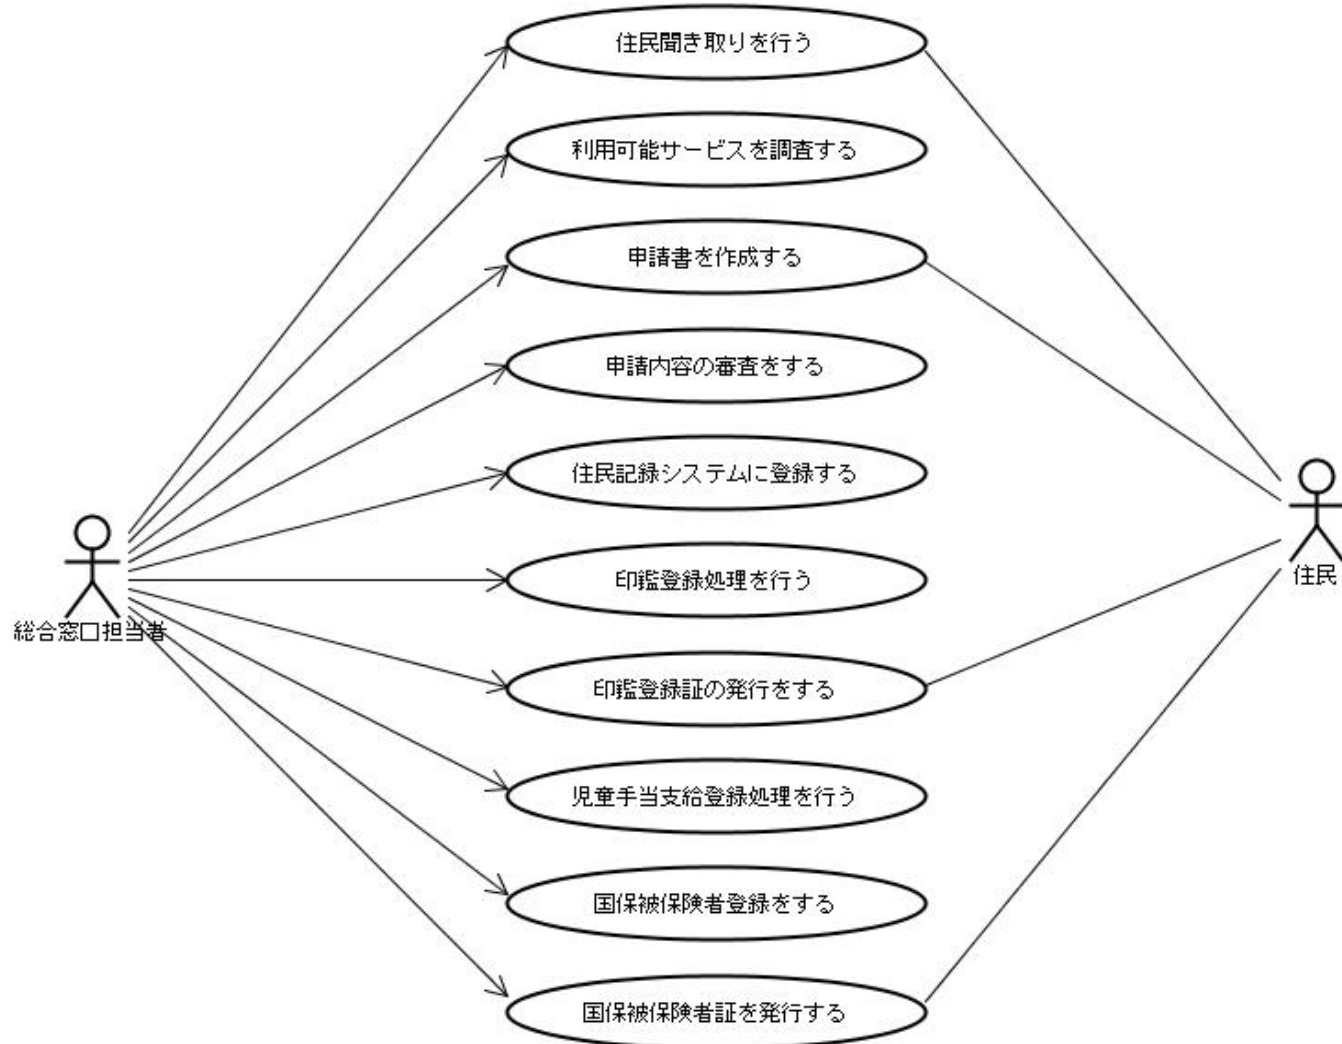 住民聞き取りを行う
利用可能サービスを調査する
申請書を作成する
申請内容の審査をする
住民記録システムに登録する
印鑑登録処理を行う
印鑑登録証の発行をする
児童手当支給登録処理を行う
国保被保険者登録をする
国保被保険者証を発行する
総合窓口担当者
住民